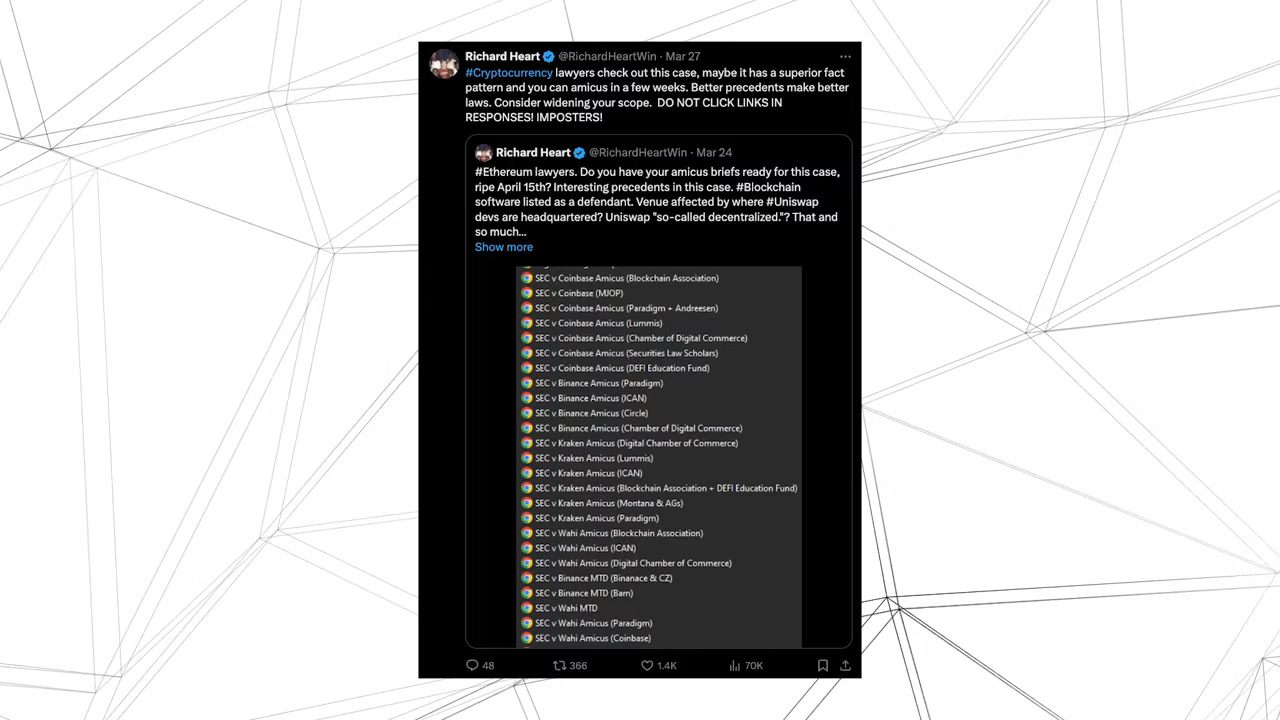 Richard Heart @RichardHeartWin · Mar 27
#Cryptocurrency lawyers check out this case, maybe it has a superior fact
pattern and you can amicus in a few weeks. Better precedents make better
laws. Consider widening your scope.  DO NOT CLICK LINKS IN
RESPONSES! IMPOSTERS!
Richard Heart @RichardHeartWin · Mar 24
#Ethereum lawyers. Do you have your amicus briefs ready for this case,
ripe April 15th? Interesting precedents in this case. #Blockchain
software listed as a defendant. Venue affected by where #Uniswap
devs are headquartered? Uniswap "so-called decentralized."? That and
so much...
Show more
SEC v Coinbase Amicus (Blockchain Association)
SEC v Coinbase (MJOP)
SEC v Coinbase Amicus (Paradigm + Andreesen)
SEC v Coinbase Amicus (Lummis)
SEC v Coinbase Amicus (Chamber of Digital Commerce)
SEC v Coinbase Amicus (Securities Law Scholars)
SEC v Coinbase Amicus (DEFI Education Fund)
SEC v Binance Amicus (Paradigm)
SEC v Binance Amicus (ICAN)
SEC v Binance Amicus (Circle)
SEC v Binance Amicus (Chamber of Digital Commerce)
SEC v Kraken Amicus (Digital Chamber of Commerce)
SEC v Kraken Amicus (Lummis)
SEC v Kraken Amicus (ICAN)
SEC v Kraken Amicus (Blockchain Association + DEFI Education Fund)
SEC v Kraken Amicus (Montana & AGs)
SEC v Kraken Amicus (Paradigm)
SEC v Wahi Amicus (Blockchain Association)
SEC v Wahi Amicus (ICAN)
SEC v Wahi Amicus (Digital Chamber of Commerce)
SEC v Binance MTD (Binanace & CZ)
SEC v Binance MTD (Bam)
SEC v Wahi MTD
SEC v Wahi Amicus (Paradigm)
SEC v Wahi Amicus (Coinbase)
48 366 1.4K 70K